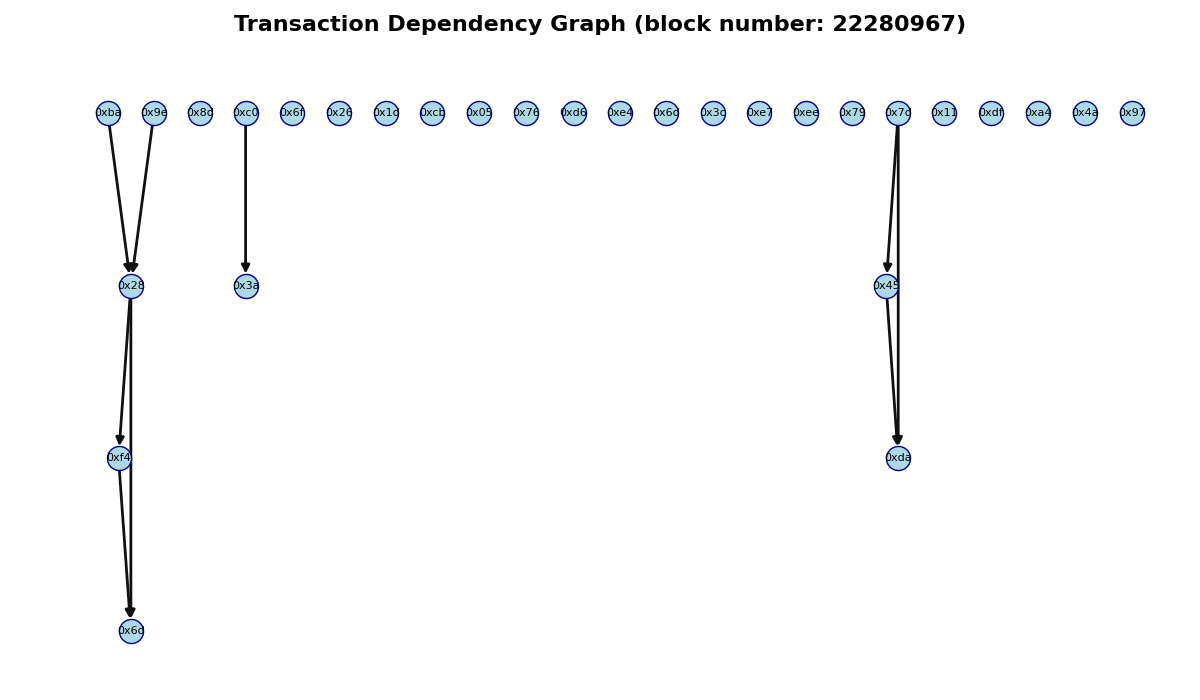 Transaction Dependency Graph (block number: 22280967)
0xba 0x9e 0x8d 0xc0 0x6f 0x26 0x1d 0xcb 0x05 0x76 0xd6 0xe4 0x6d 0x3c 0xe7 0xee 0x79 0x7d 0x11 0xdf 0xa4 0x4a 0x97
0x28 0x3a 0x45
0xf4 0xda
0x6d